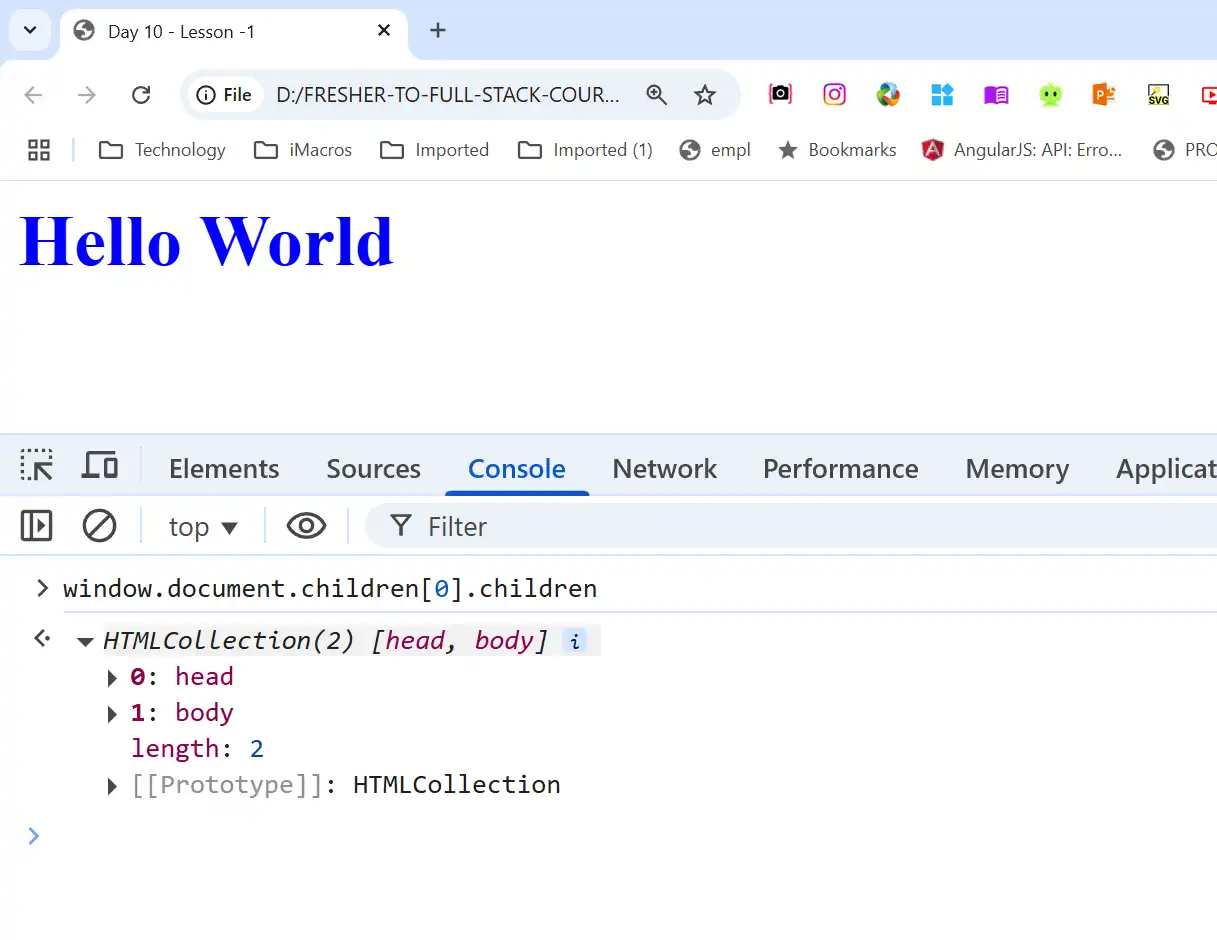 Day 10 - Lesson -1
File D:/FRESHER-TO-FULL-STACK-COUR...
P
SVG
Technology iMacros Imported Imported (1) empl Bookmarks AngularJS: API: Erro... PRO
Hello World
Elements Sources Console Network Performance Memory Applicat
top Filter
window.document.children[0].children
HTMLCollection(2) [head, body] i
0: head
1: body
length: 2
[[Prototype]]: HTMLCollection